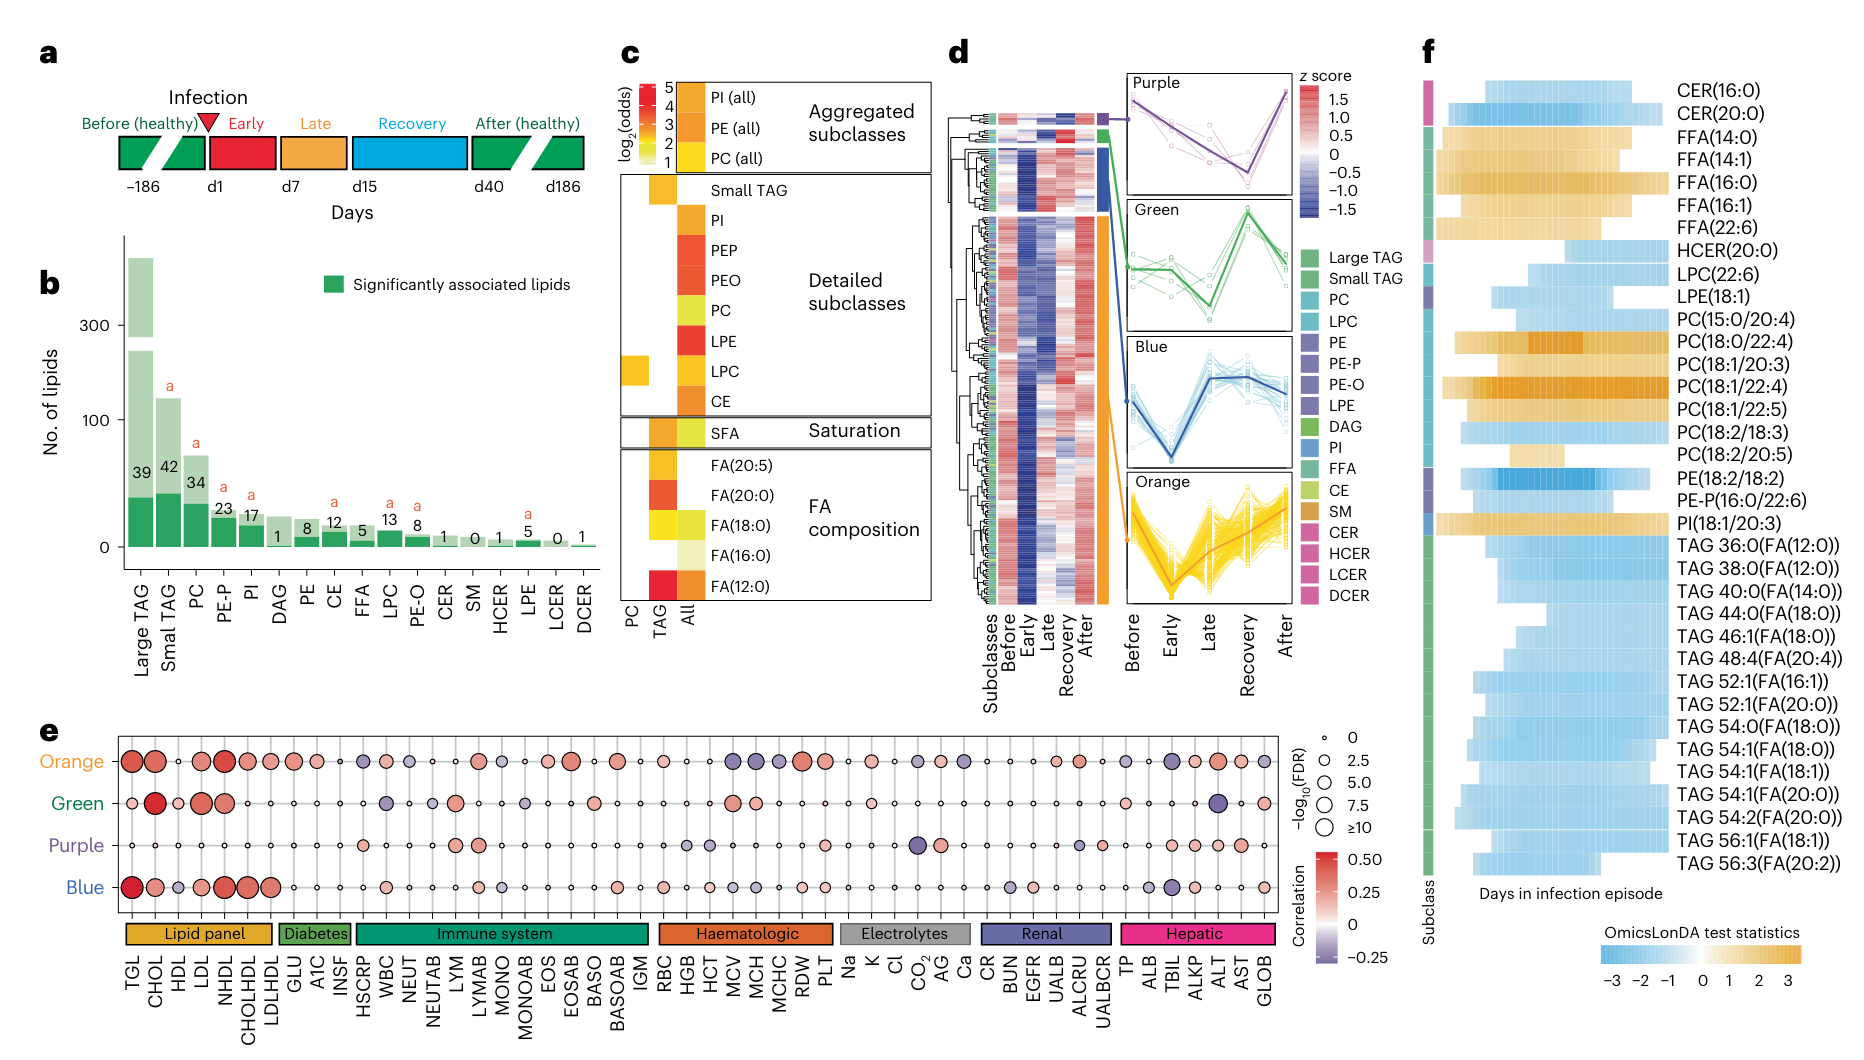 a
Infection
Before (healthy)
Early
Late
Recovery
After (healthy)
−186
d1
d7
d15
d40
d186
Days
b
No. of lipids
300
100
0
Significantly associated lipids
39
a
42
a
34
a
23
a
17
1
8
a
12
5
a
13
a
8
1
0
1
a
5
0
1
Large TAG
Smal TAG
PC
PE-P
PI
DAG
PE
CE
FFA
LPC
PE-O
CER
SM
HCER
LPE
LCER
DCER
c
log2(odds)
5
4
3
2
1
PI (all)
PE (all)
PC (all)
Aggregated
subclasses
Small TAG
PI
PEP
PEO
PC
LPE
LPC
CE
Detailed
subclasses
SFA
Saturation
FA(20:5)
FA(20:0)
FA(18:0)
FA(16:0)
FA(12:0)
FA
composition
PC
TAG
All
d
Purple
Green
Blue
Orange
Subclasses
Before
Early
Late
Recovery
After
Before
Early
Late
Recovery
After
z score
1.5
1.0
0.5
0
−0.5
−1.0
−1.5
Large TAG
Small TAG
PC
LPC
PE
PE-P
PE-O
LPE
DAG
PI
FFA
CE
SM
CER
HCER
LCER
DCER
e
Orange
Green
Purple
Blue
Lipid panel
Diabetes
Immune system
Haematologic
Electrolytes
Renal
Hepatic
TGL
CHOL
HDL
LDL
NHDL
CHOLHDL
LDLHDL
GLU
A1C
INSF
HSCRP
WBC
NEUT
NEUTAB
LYM
LYMAB
MONO
MONOAB
EOS
EOSAB
BASO
BASOAB
IGM
RBC
HGB
HCT
MCV
MCH
MCHC
RDW
PLT
Na
K
Cl
CO2
AG
Ca
CR
BUN
EGFR
UALB
ALCRU
UALBCR
TP
ALB
TBIL
ALKP
ALT
AST
GLOB
−log10(FDR)
0
2.5
5.0
7.5
≥10
Correlation
0.50
0.25
0
−0.25
f
CER(16:0)
CER(20:0)
FFA(14:0)
FFA(14:1)
FFA(16:0)
FFA(16:1)
FFA(22:6)
HCER(20:0)
LPC(22:6)
LPE(18:1)
PC(15:0/20:4)
PC(18:0/22:4)
PC(18:1/20:3)
PC(18:1/22:4)
PC(18:1/22:5)
PC(18:2/18:3)
PC(18:2/20:5)
PE(18:2/18:2)
PE-P(16:0/22:6)
PI(18:1/20:3)
TAG 36:0(FA(12:0))
TAG 38:0(FA(12:0))
TAG 40:0(FA(14:0))
TAG 44:0(FA(18:0))
TAG 46:1(FA(18:0))
TAG 48:4(FA(20:4))
TAG 52:1(FA(16:1))
TAG 52:1(FA(20:0))
TAG 54:0(FA(18:0))
TAG 54:1(FA(18:0))
TAG 54:1(FA(18:1))
TAG 54:1(FA(20:0))
TAG 54:2(FA(20:0))
TAG 56:1(FA(18:1))
TAG 56:3(FA(20:2))
Subclass
Days in infection episode
OmicsLonDA test statistics
−3 −2 −1 0 1 2 3